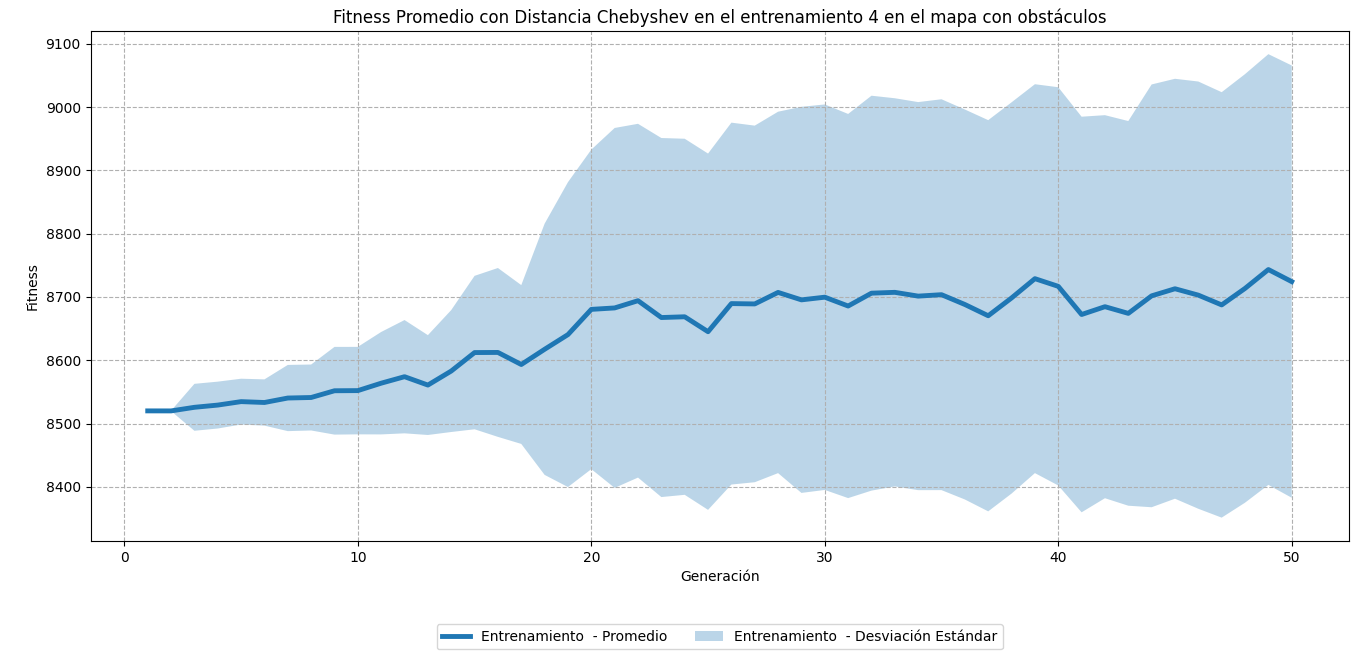 Fitness Promedio con Distancia Chebyshev en el entrenamiento 4 en el mapa con obstáculos
9100
9000
8900
8800
8700
8600
8500
8400
Fitness
0 10 20 30 40 50
Generación
Entrenamiento  - Promedio Entrenamiento  - Desviación Estándar